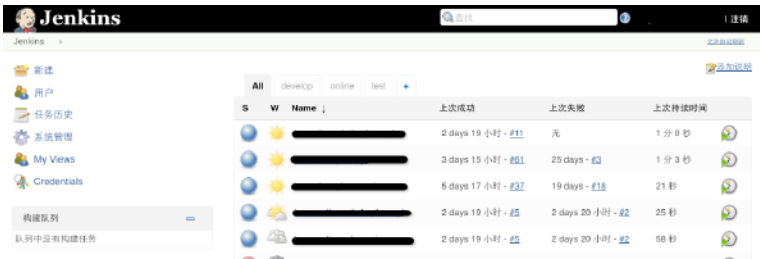 Jenkins
查找
| 注销
Jenkins
允许自动刷新
新建
用户
任务历史
系统管理
My Views
Credentials
构建队列
队列中没有构建任务
添加说明
All develop online test +
S W Name ↓ 上次成功 上次失败 上次持续时间
2 days 19 小时 - #11 无 1 分 0 秒
3 days 15 小时 - #61 25 days - #3 1 分 3 秒
5 days 17 小时 - #37 19 days - #18 21 秒
2 days 19 小时 - #5 2 days 20 小时 - #2 25 秒
2 days 19 小时 - #5 2 days 20 小时 - #2 58 秒